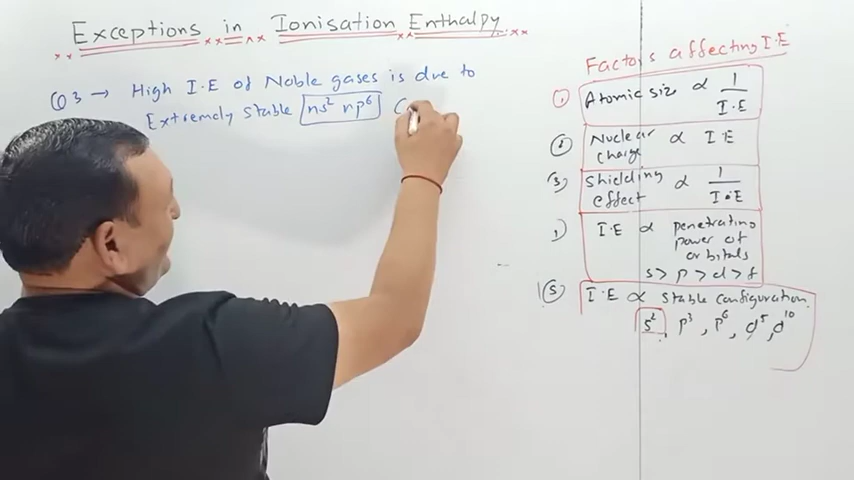 Exceptions in Ionisation Enthalpy
Q3 → High I.E of Noble gases is due to
Extremely stable ns² np⁶ C
Factors affecting I.E
① Atomic size ∝ 1/I.E
② Nuclear charge ∝ I.E
③ Shielding effect ∝ 1/I.E
I.E ∝ penetrating
power of
orbitals
s > p > d > f
⑤ I.E ∝ stable configuration
s², p³, p⁶, d⁵, d¹⁰